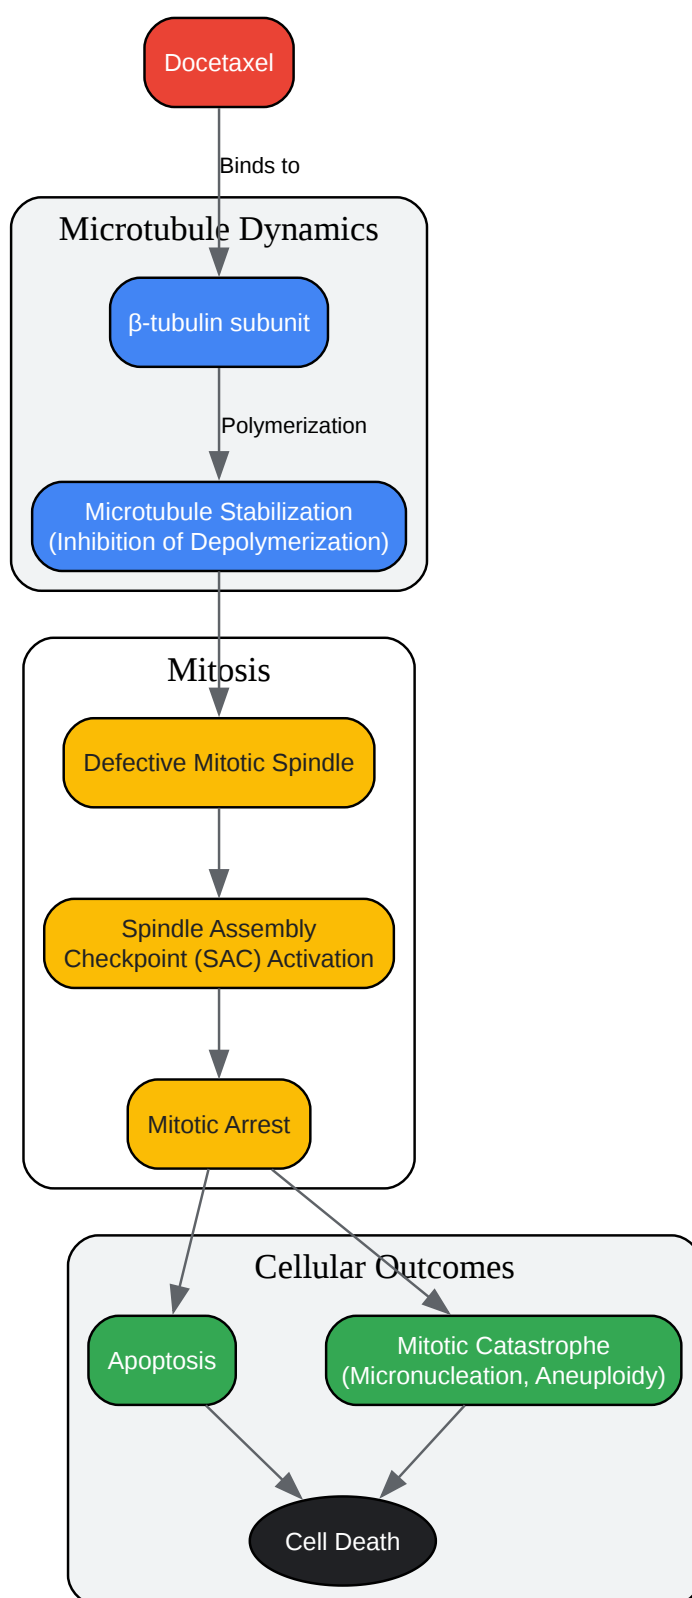 Docetaxel
Binds to
Microtubule Dynamics
β-tubulin subunit
Polymerization
Microtubule Stabilization
(Inhibition of Depolymerization)
Mitosis
Defective Mitotic Spindle
Spindle Assembly
Checkpoint (SAC) Activation
Mitotic Arrest
Cellular Outcomes
Apoptosis
Mitotic Catastrophe
(Micronucleation, Aneuploidy)
Cell Death